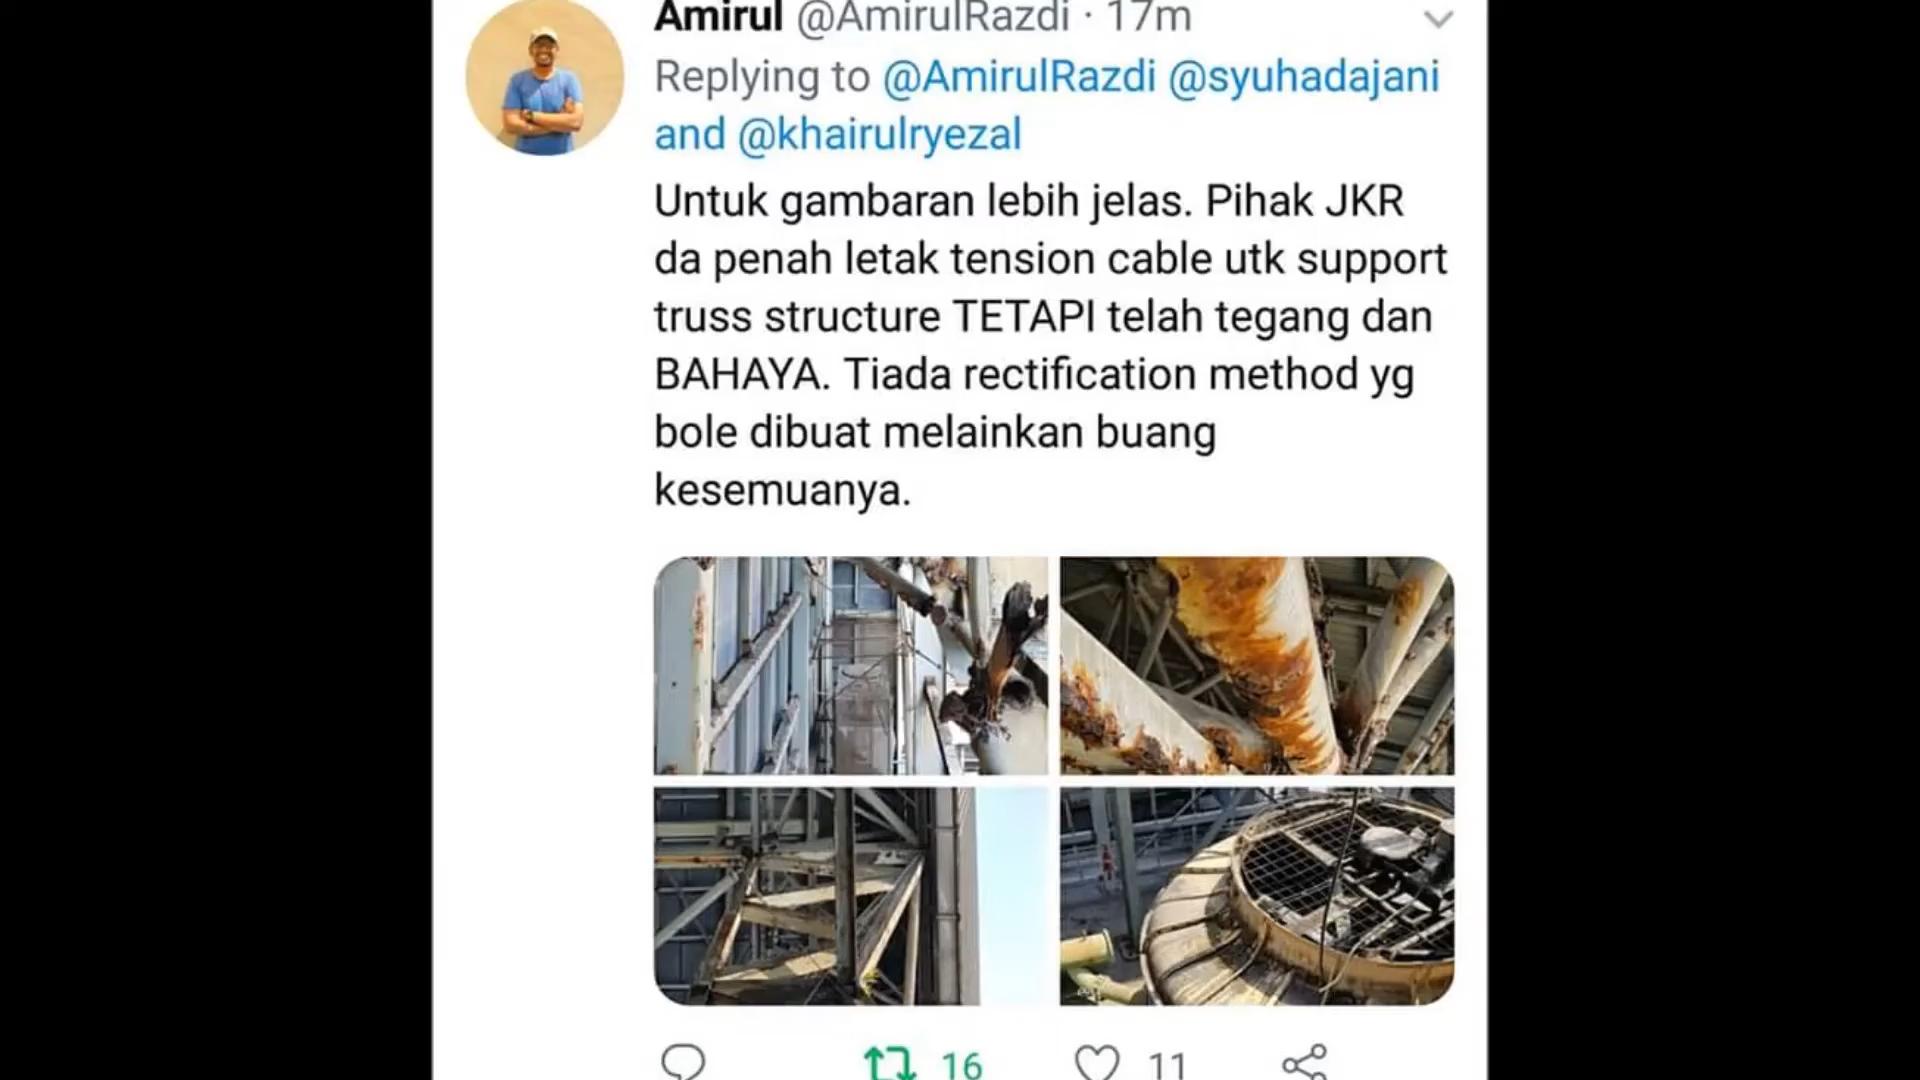 Amirul @AmirulRazdi · 17m
Replying to @AmirulRazdi @syuhadajani
and @khairulryezal
Untuk gambaran lebih jelas. Pihak JKR
da penah letak tension cable utk support
truss structure TETAPI telah tegang dan
BAHAYA. Tiada rectification method yg
bole dibuat melainkan buang
kesemuanya.
16 11